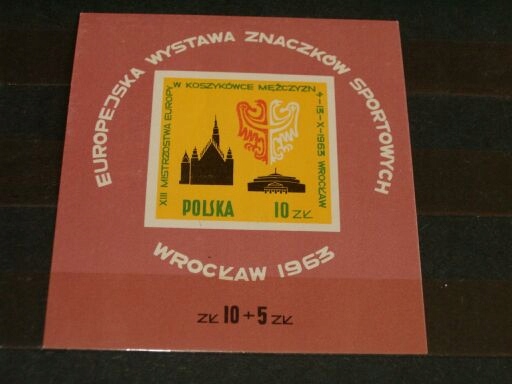 EUROPEJSKA WYSTAWA ZNACZKÓW SPORTOWYCH
XIII MISTRZOSTWA EUROPY
W KOSZYKÓWCE MĘŻCZYZN
4-13-X-1963 WROCŁAW
POLSKA 10 ZŁ
WROCŁAW 1963
ZŁ 10+5 ZŁ